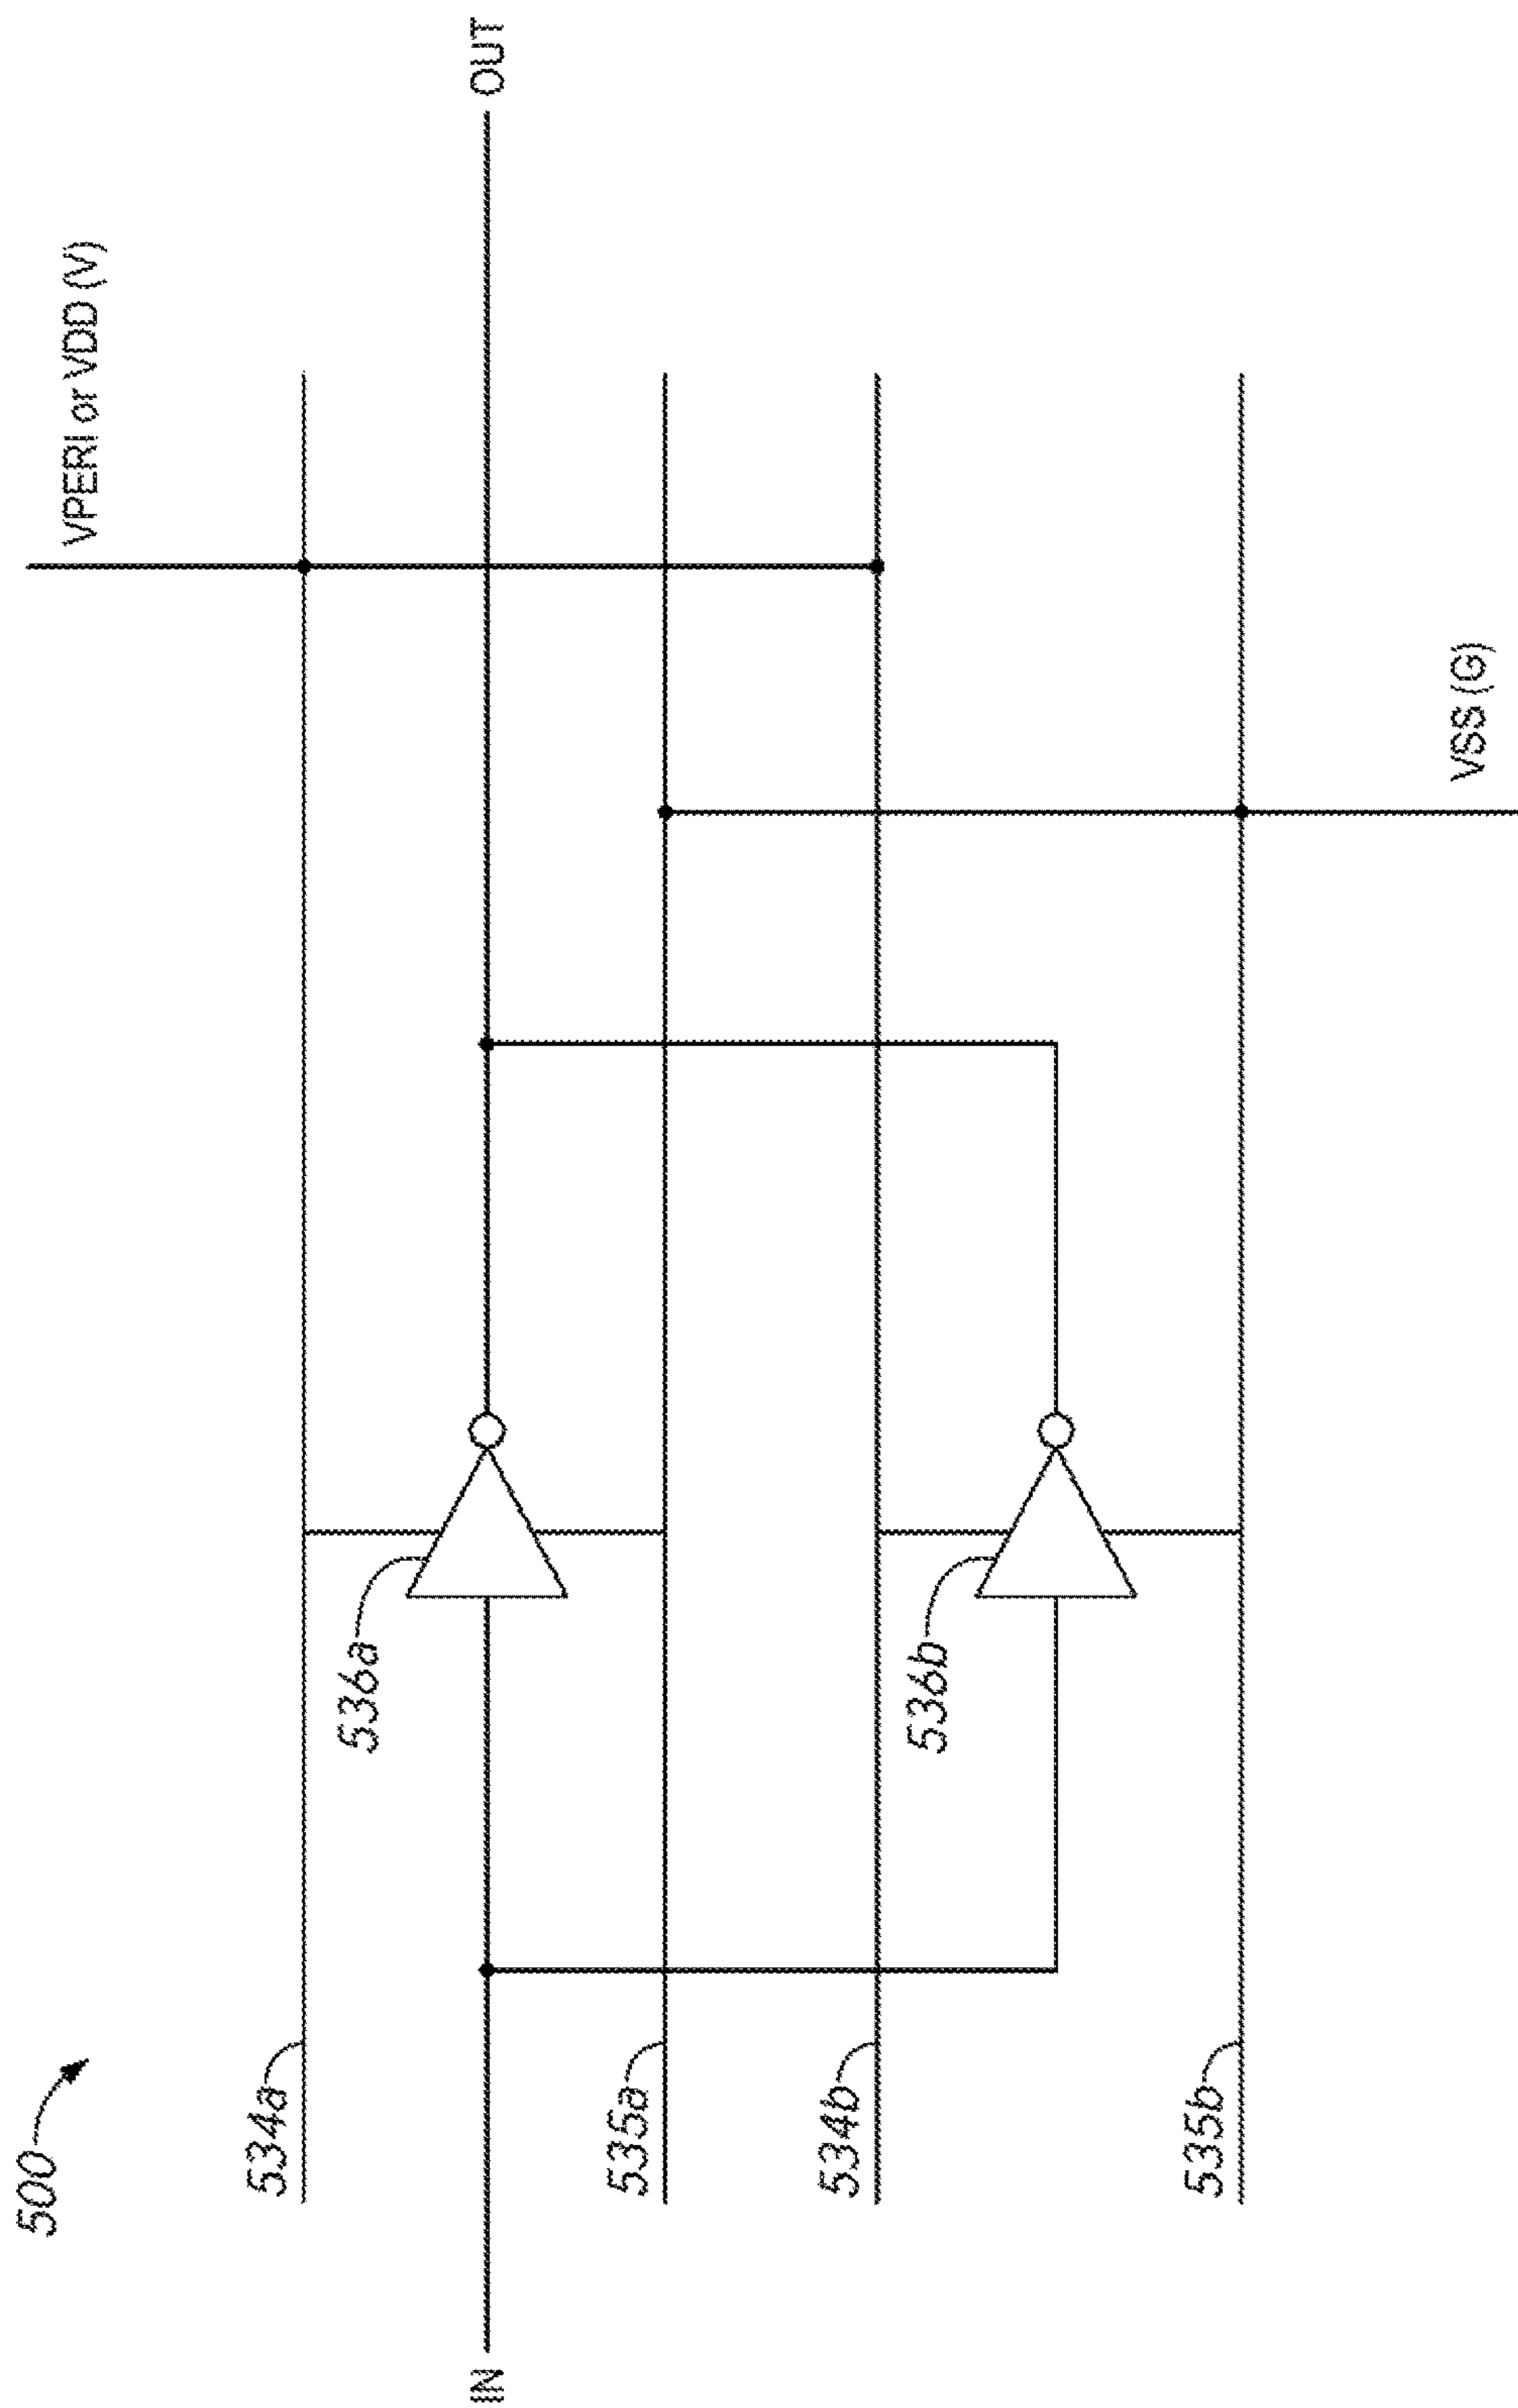 500
VPERI or VDD (V)
534a
536a
IN
OUT
535a
534b
536b
535b
VSS (G)